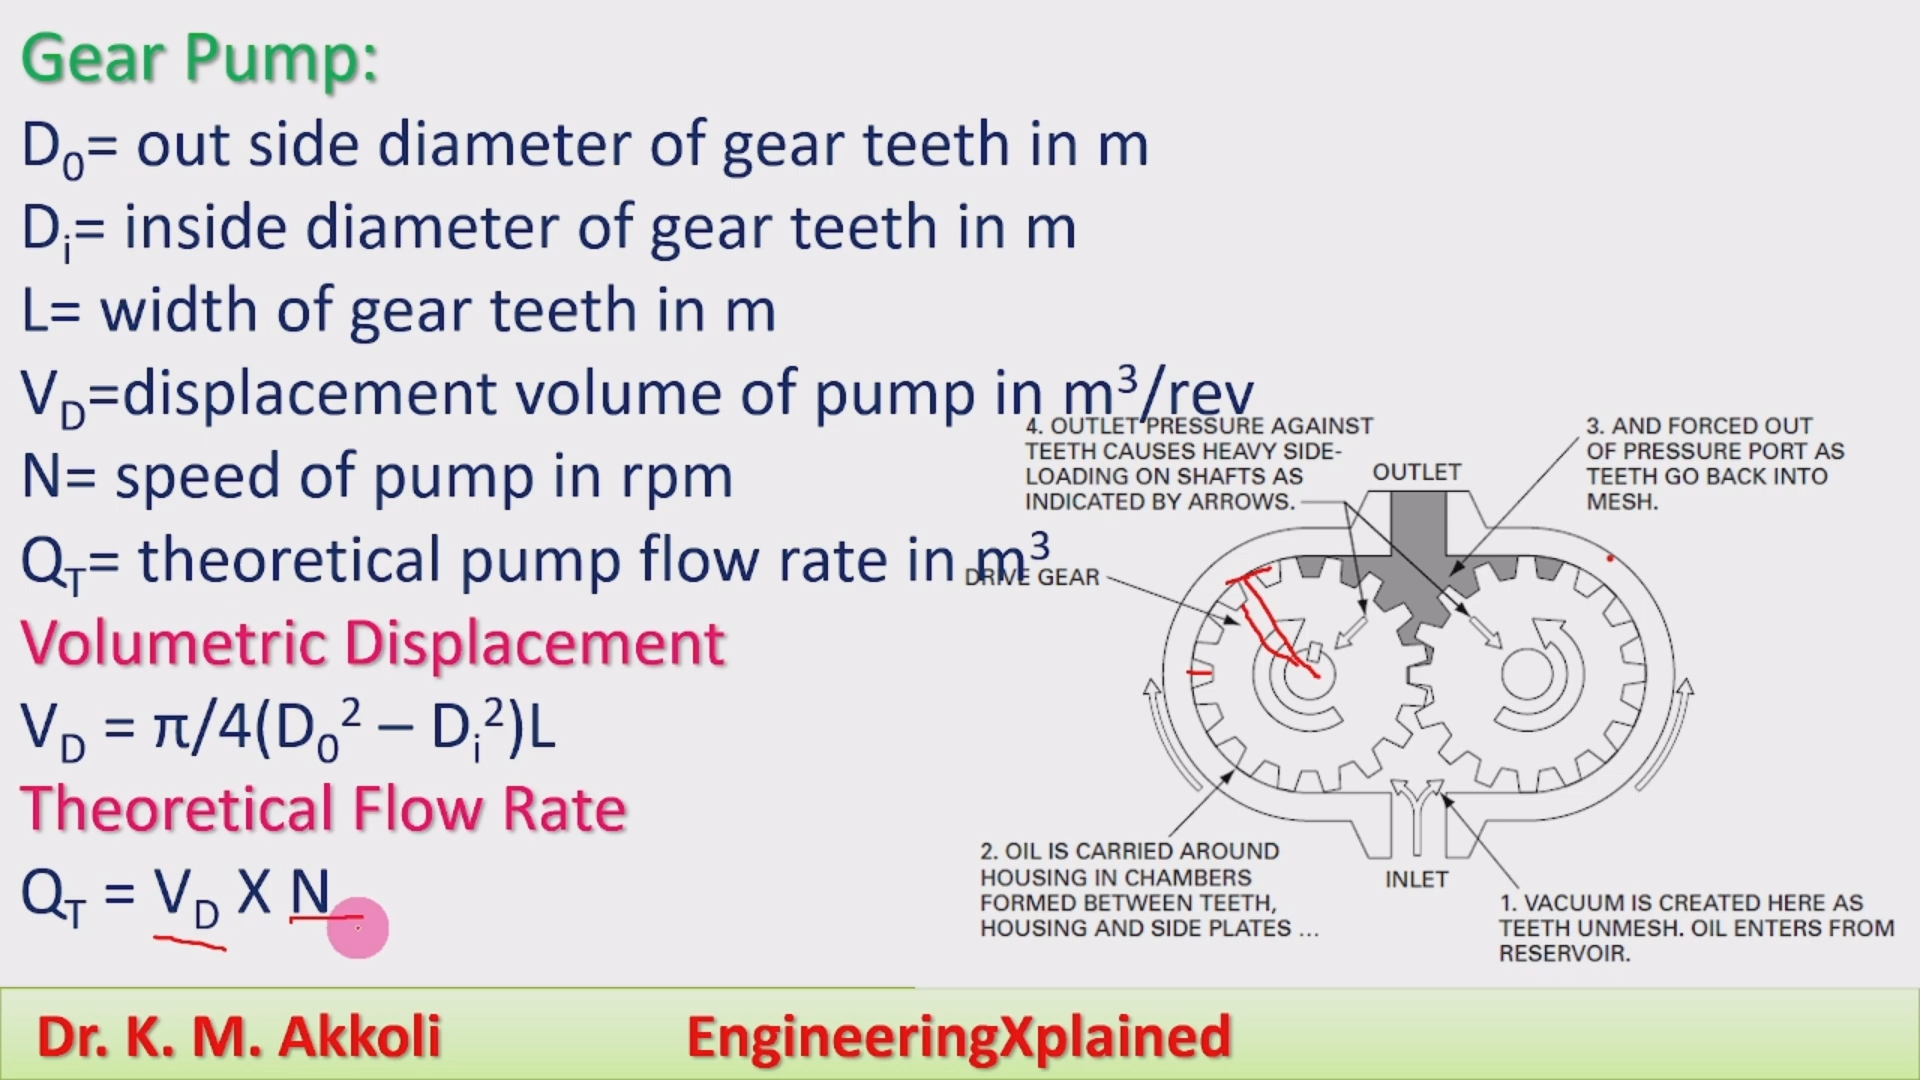 Gear Pump:
D₀= out side diameter of gear teeth in m
Dᵢ= inside diameter of gear teeth in m
L= width of gear teeth in m
V_D=displacement volume of pump in m³/rev
N= speed of pump in rpm
Q_T= theoretical pump flow rate in m³
Volumetric Displacement
V_D = π/4(D₀² – Dᵢ²)L
Theoretical Flow Rate
Q_T = V_D X N
4. OUTLET PRESSURE AGAINST
TEETH CAUSES HEAVY SIDE-
LOADING ON SHAFTS AS
INDICATED BY ARROWS.
OUTLET
3. AND FORCED OUT
OF PRESSURE PORT AS
TEETH GO BACK INTO
MESH.
DRIVE GEAR
2. OIL IS CARRIED AROUND
HOUSING IN CHAMBERS
FORMED BETWEEN TEETH,
HOUSING AND SIDE PLATES ...
INLET
1. VACUUM IS CREATED HERE AS
TEETH UNMESH. OIL ENTERS FROM
RESERVOIR.
Dr. K. M. Akkoli
EngineeringXplained